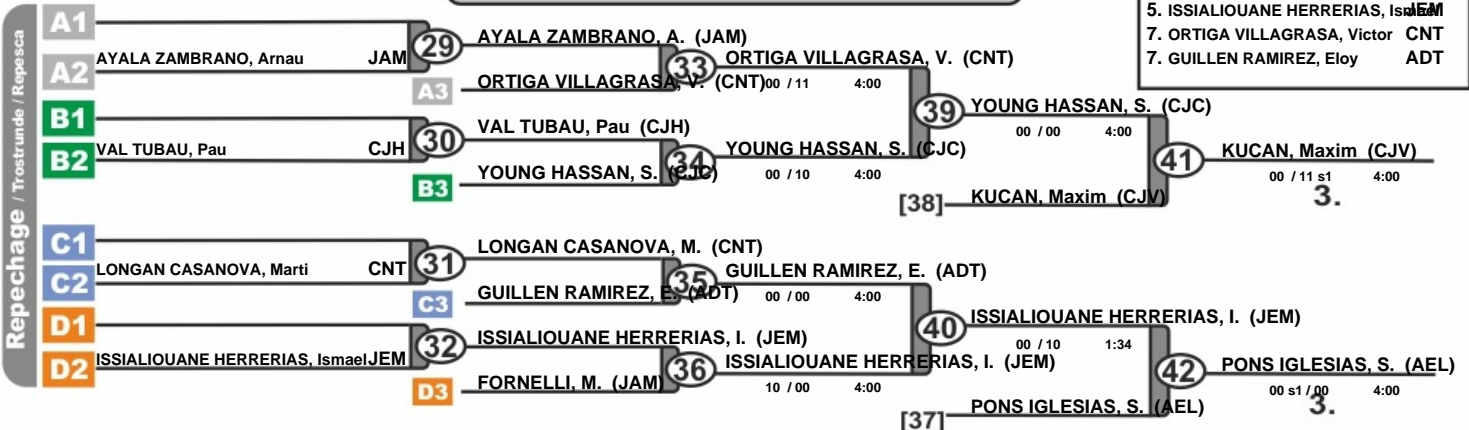 5. ISSIALIOUANE HERRERIAS, Ismael JEM
7. ORTIGA VILLAGRASA, Victor CNT
7. GUILLEN RAMIREZ, Eloy ADT
Repechage / Trostrunde / Repesca
A1
A2 AYALA ZAMBRANO, Arnau JAM
29
AYALA ZAMBRANO, A. (JAM)
A3 ORTIGA VILLAGRASA, V. (CNT)
33
ORTIGA VILLAGRASA, V. (CNT)
00 / 11 4:00
B1
B2 VAL TUBAU, Pau CJH
30
VAL TUBAU, Pau (CJH)
B3 YOUNG HASSAN, S. (CJC)
34
YOUNG HASSAN, S. (CJC)
00 / 10 4:00
39
YOUNG HASSAN, S. (CJC)
00 / 00 4:00
[38] KUCAN, Maxim (CJV)
41
KUCAN, Maxim (CJV)
00 / 11 s1 4:00
3.
C1
C2 LONGAN CASANOVA, Marti CNT
31
LONGAN CASANOVA, M. (CNT)
C3 GUILLEN RAMIREZ, E. (ADT)
35
GUILLEN RAMIREZ, E. (ADT)
00 / 00 4:00
D1
D2 ISSIALIOUANE HERRERIAS, Ismael JEM
32
ISSIALIOUANE HERRERIAS, I. (JEM)
D3 FORNELLI, M. (JAM)
36
ISSIALIOUANE HERRERIAS, I. (JEM)
10 / 00 4:00
40
ISSIALIOUANE HERRERIAS, I. (JEM)
00 / 10 1:34
[37] PONS IGLESIAS, S. (AEL)
42
PONS IGLESIAS, S. (AEL)
00 s1 / 00 4:00
3.